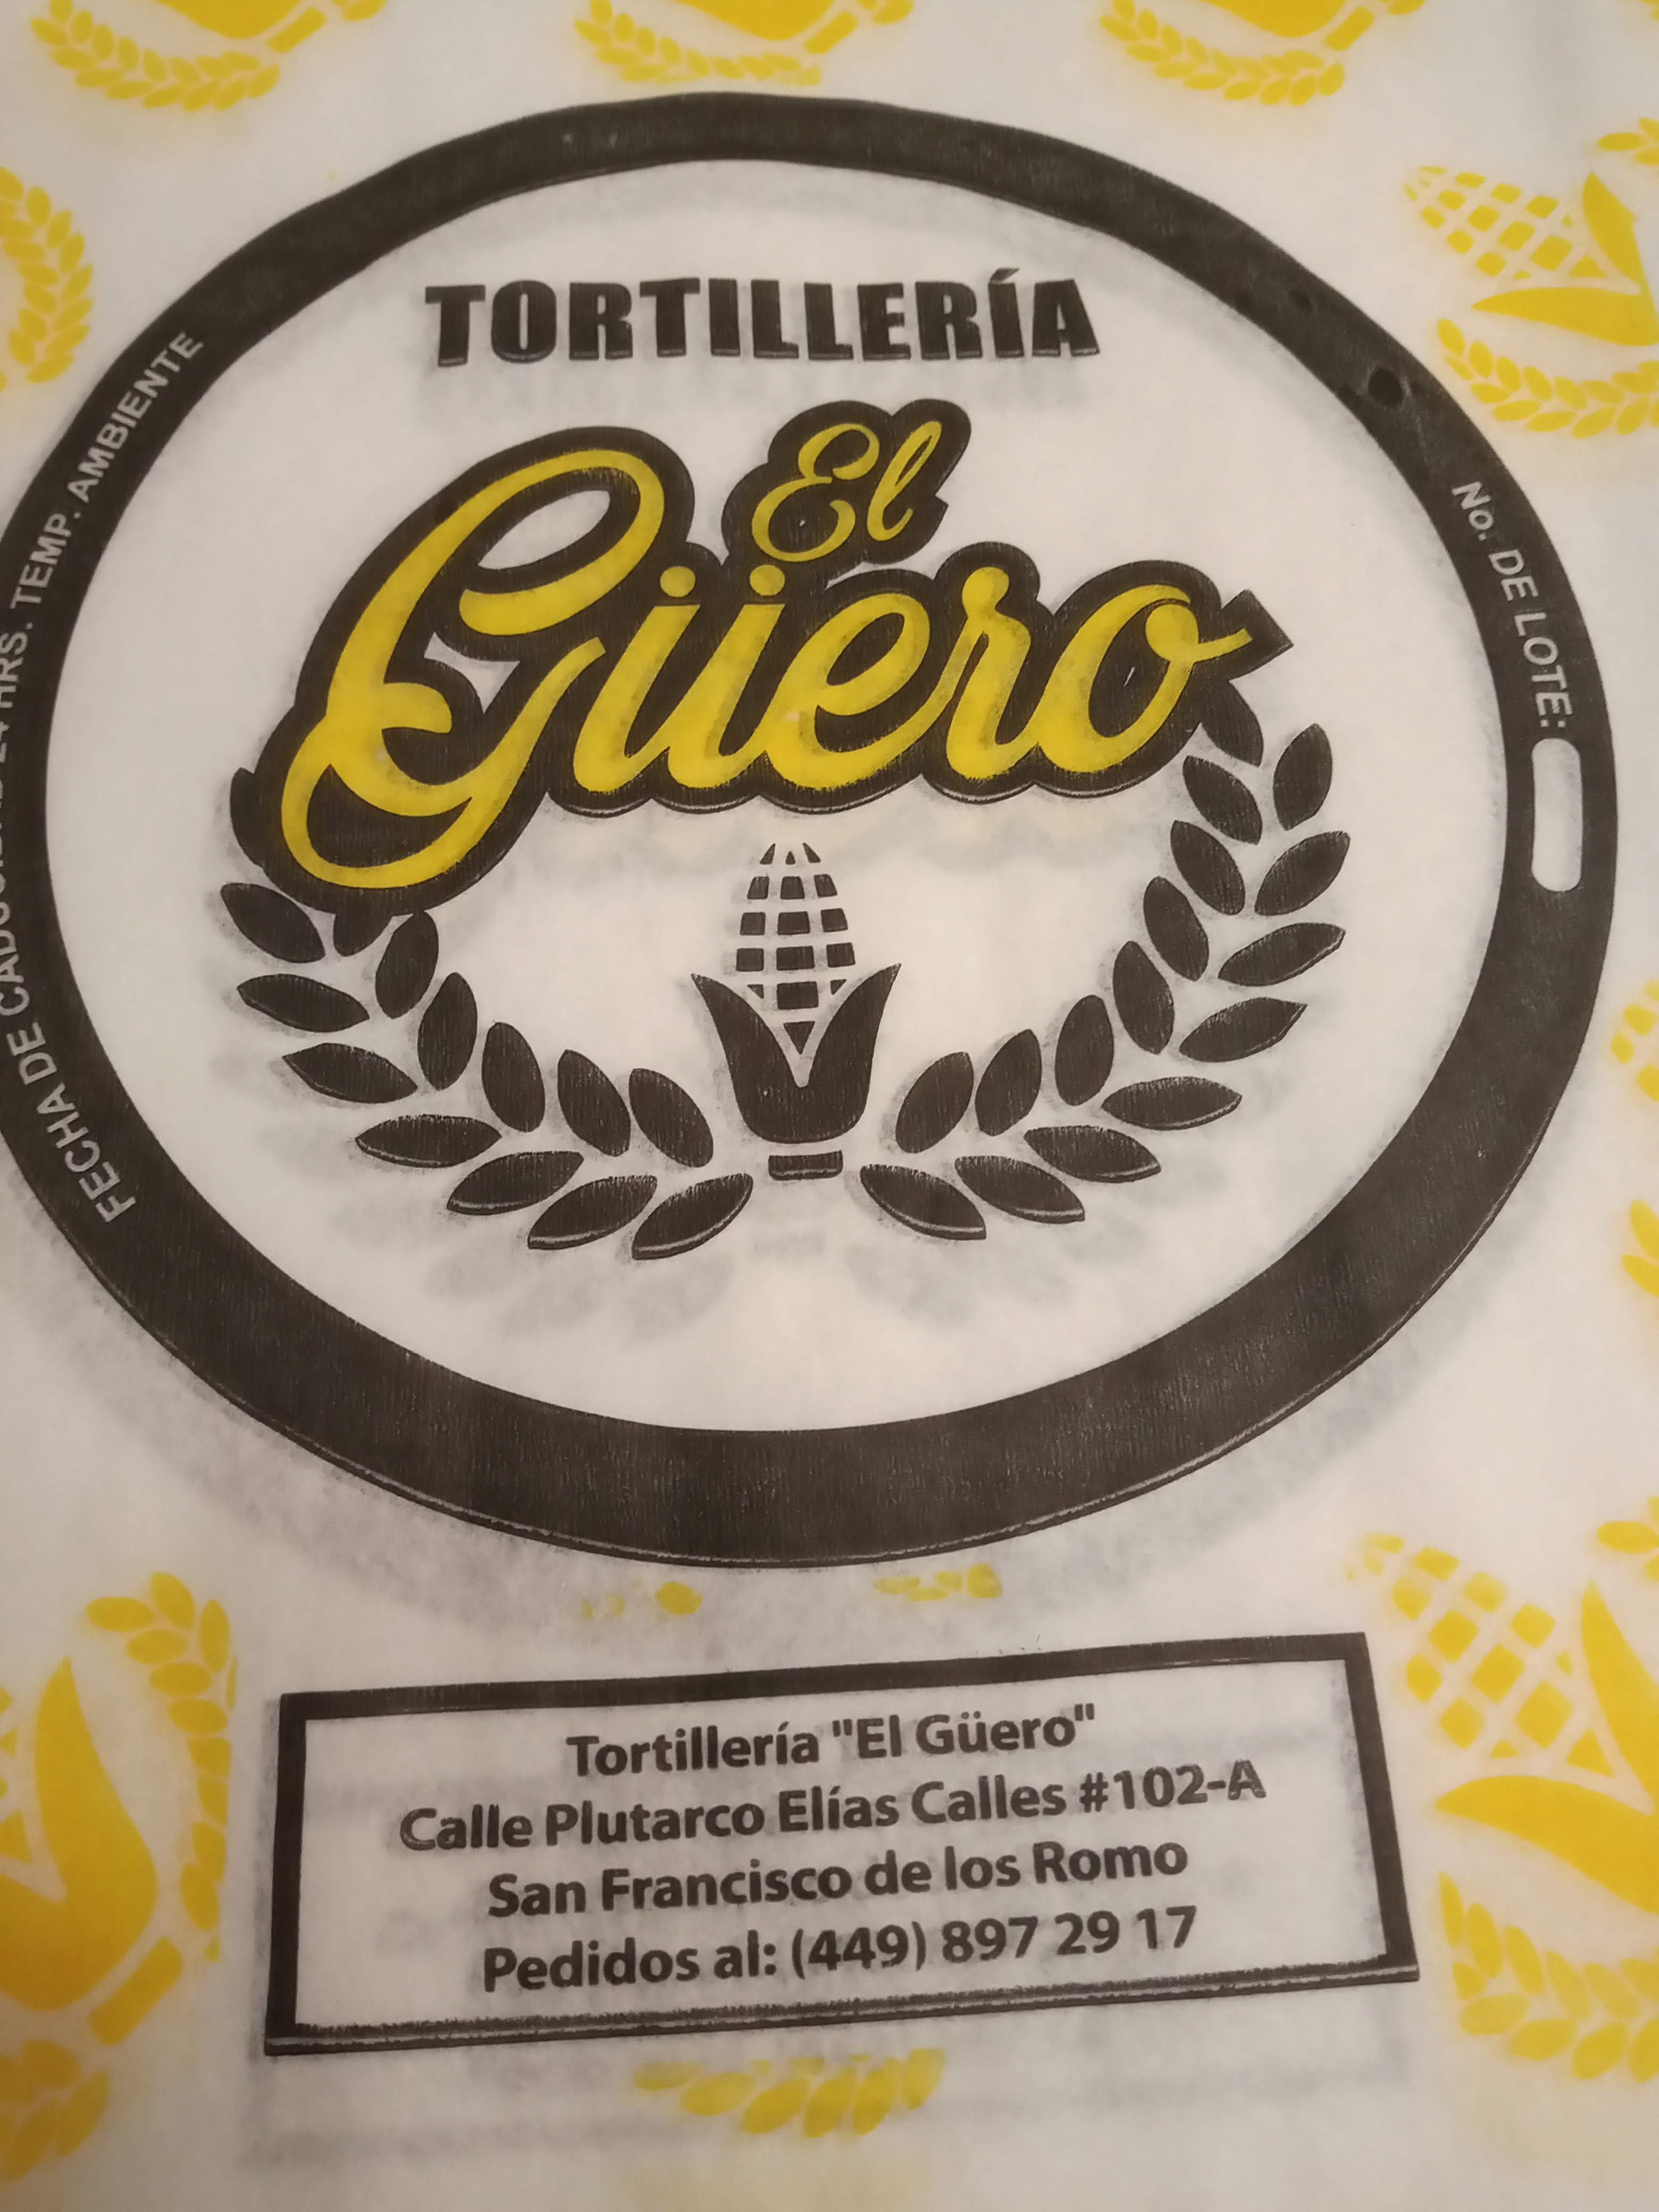 TORTILLERÍA
El
Güero
FECHA DE CADUCIDAD 24 HRS. TEMP. AMBIENTE
No. DE LOTE:
Tortillería "El Güero"
Calle Plutarco Elías Calles #102-A
San Francisco de los Romo
Pedidos al: (449) 897 29 17